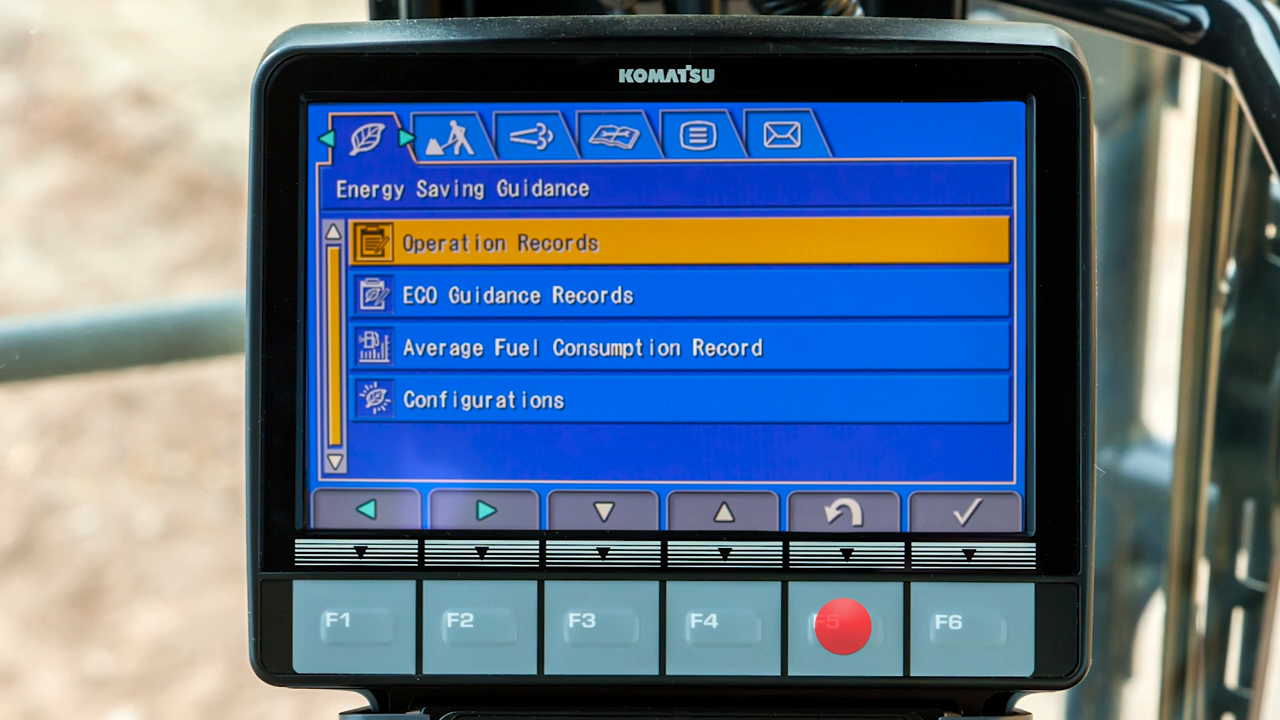 KOMATSU
Energy Saving Guidance
Operation Records
ECO Guidance Records
Average Fuel Consumption Record
Configurations
F1 F2 F3 F4 F5 F6